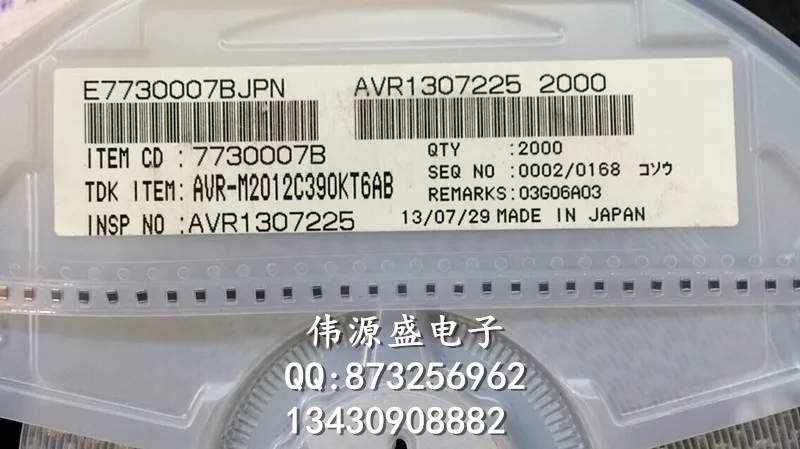 E7730007BJPN AVR1307225 2000
ITEM CD : 7730007B QTY :2000
SEQ NO :0002/0168 コソウ
TDK ITEM: AVR-M2012C390KT6AB REMARKS:03G06A03
INSP NO :AVR1307225 13/07/29 MADE IN JAPAN
伟源盛电子
QQ:873256962
13430908882